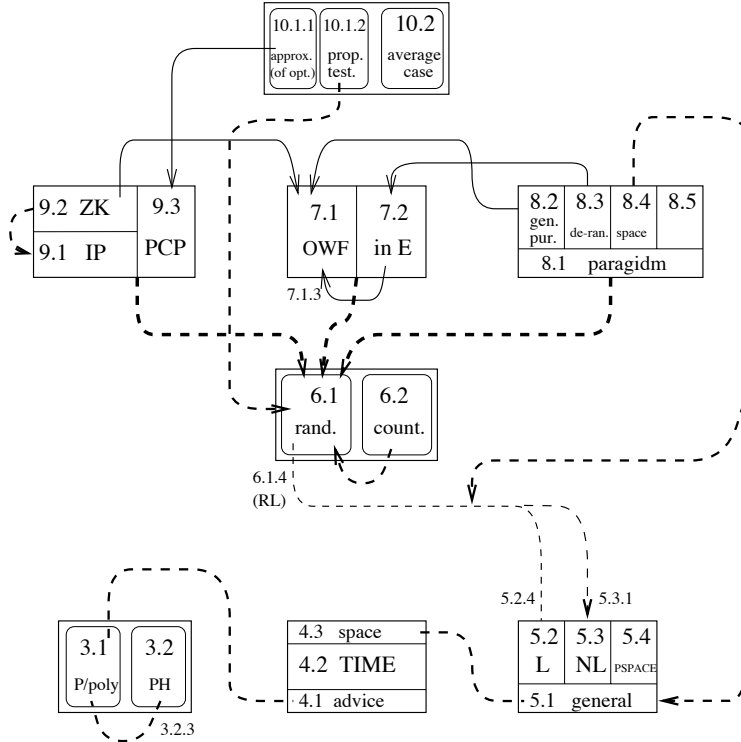 10.1.1
approx.
(of opt.)
10.1.2
prop.
test.
10.2
average
case
9.2 ZK
9.1 IP
9.3
PCP
7.1
OWF
7.2
in E
7.1.3
8.2
gen.
pur.
8.3
de-ran.
8.4
space
8.5
8.1 paragidm
6.1
rand.
6.2
count.
6.1.4
(RL)
5.2.4
5.3.1
3.1
P/poly
3.2
PH
3.2.3
4.3 space
4.2 TIME
4.1 advice
5.2
L
5.3
NL
5.4
PSPACE
5.1 general